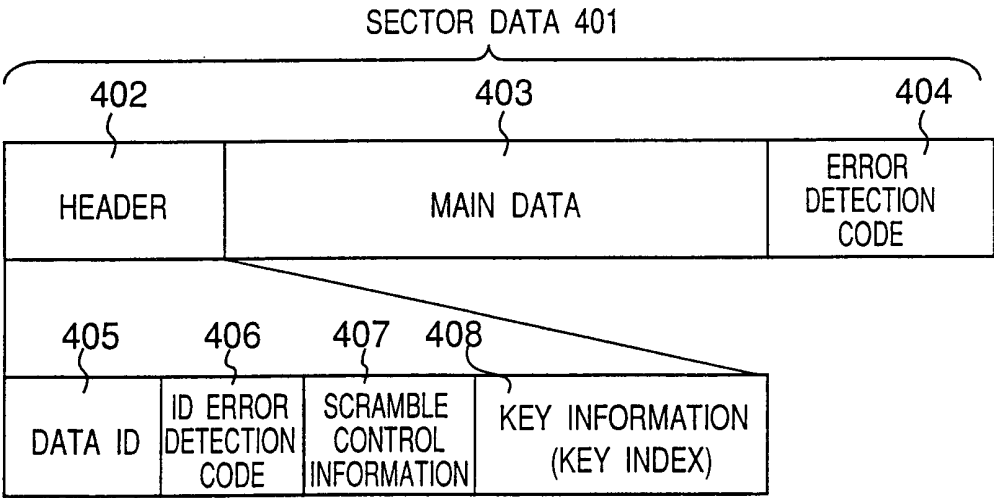 SECTOR DATA 401
402
403
404
HEADER
MAIN DATA
ERROR
DETECTION
CODE
405
406
407
408
DATA ID
ID ERROR
DETECTION
CODE
SCRAMBLE
CONTROL
INFORMATION
KEY INFORMATION
(KEY INDEX)